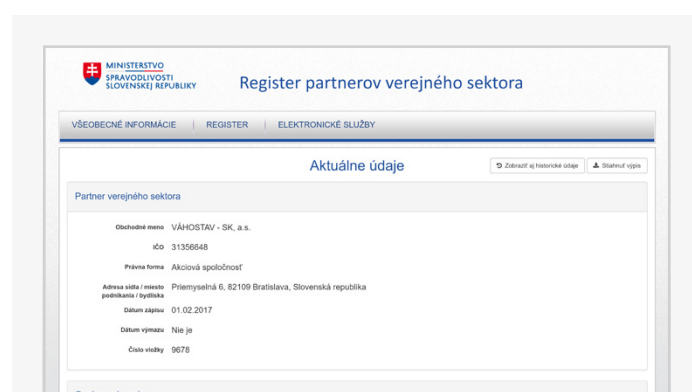 MINISTERSTVO
SPRAVODLIVOSTI
SLOVENSKEJ REPUBLIKY
Register partnerov verejného sektora
VŠEOBECNÉ INFORMÁCIE | REGISTER | ELEKTRONICKÉ SLUŽBY
Aktuálne údaje
Zobraziť aj historické údaje
Stiahnuť výpis
Partner verejného sektora
Obchodné meno VÁHOSTAV - SK, a.s.
IČO 31356648
Právna forma Akciová spoločnosť
Adresa sídla / miesto
podnikania / bydliska
Priemyselná 6, 82109 Bratislava, Slovenská republika
Dátum zápisu 01.02.2017
Dátum výmazu Nie je
Číslo vložky 9678